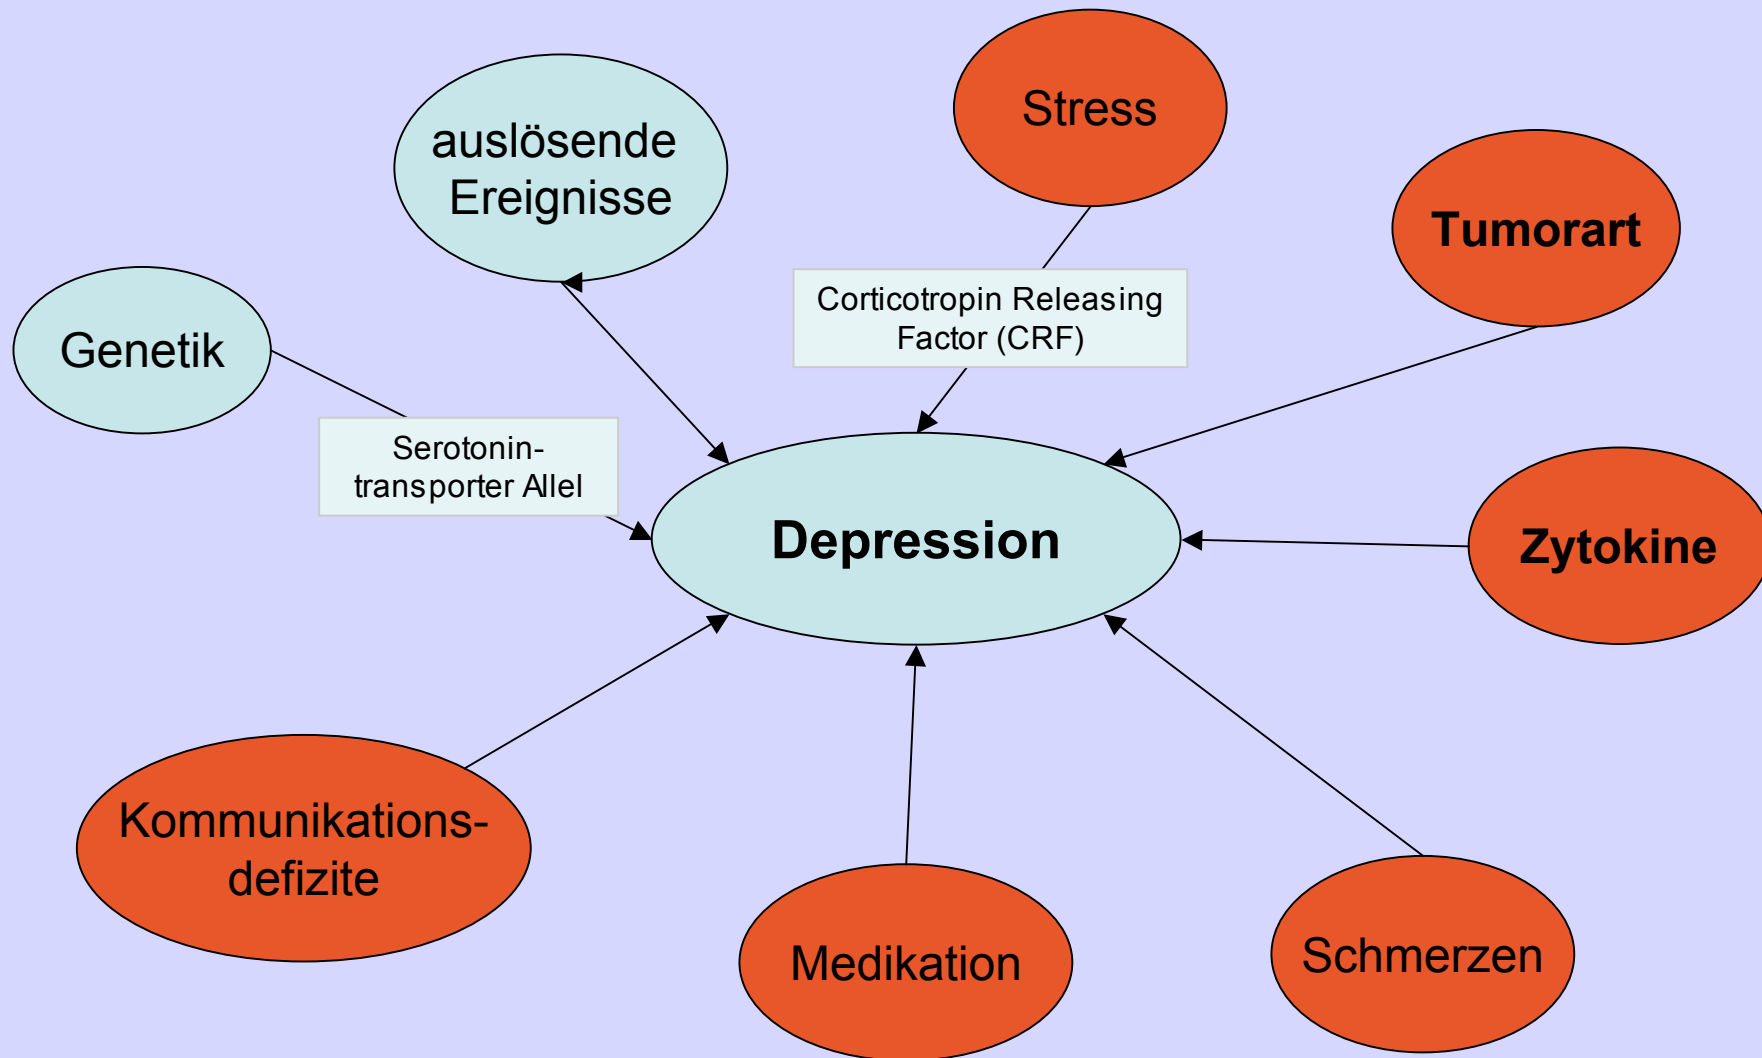 Stress
auslösende
Ereignisse
Tumorart
Corticotropin Releasing
Factor (CRF)
Genetik
Serotonin-
transporter Allel
Depression
Zytokine
Kommunikations-
defizite
Medikation
Schmerzen